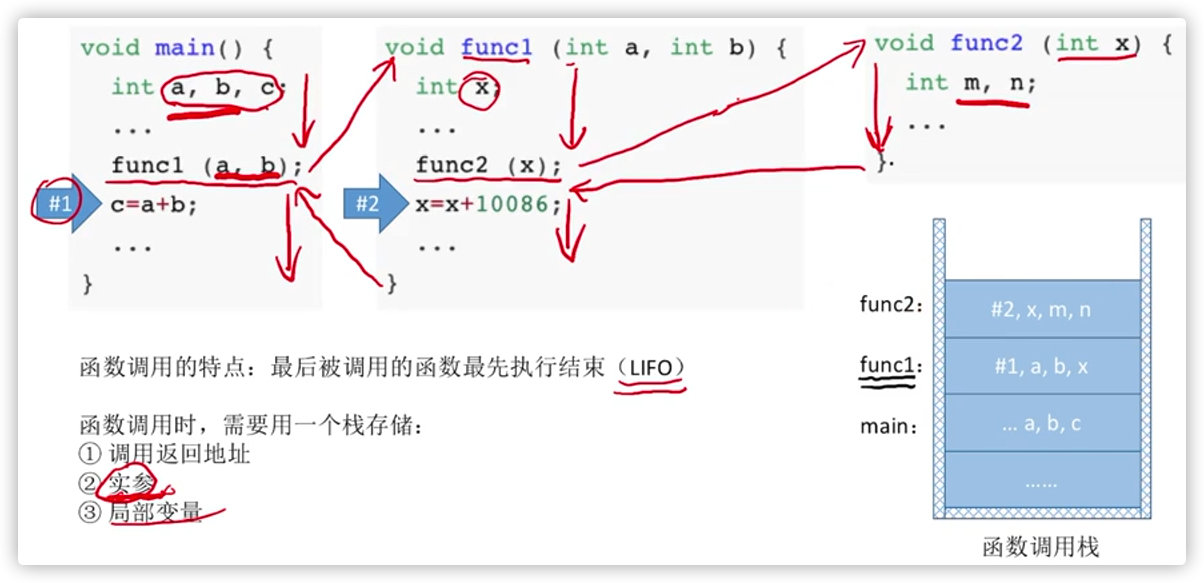 void main() {
int a, b, c;
...
func1 (a, b);
#1
c=a+b;
...
}
void func1 (int a, int b) {
int x;
...
func2 (x);
#2
x=x+10086;
...
}
void func2 (int x) {
int m, n;
...
}
函数调用的特点：最后被调用的函数最先执行结束（LIFO）
函数调用时，需要用一个栈存储：
① 调用返回地址
② 实参
③ 局部变量
func2： #2, x, m, n
func1： #1, a, b, x
main： ... a, b, c
......
函数调用栈